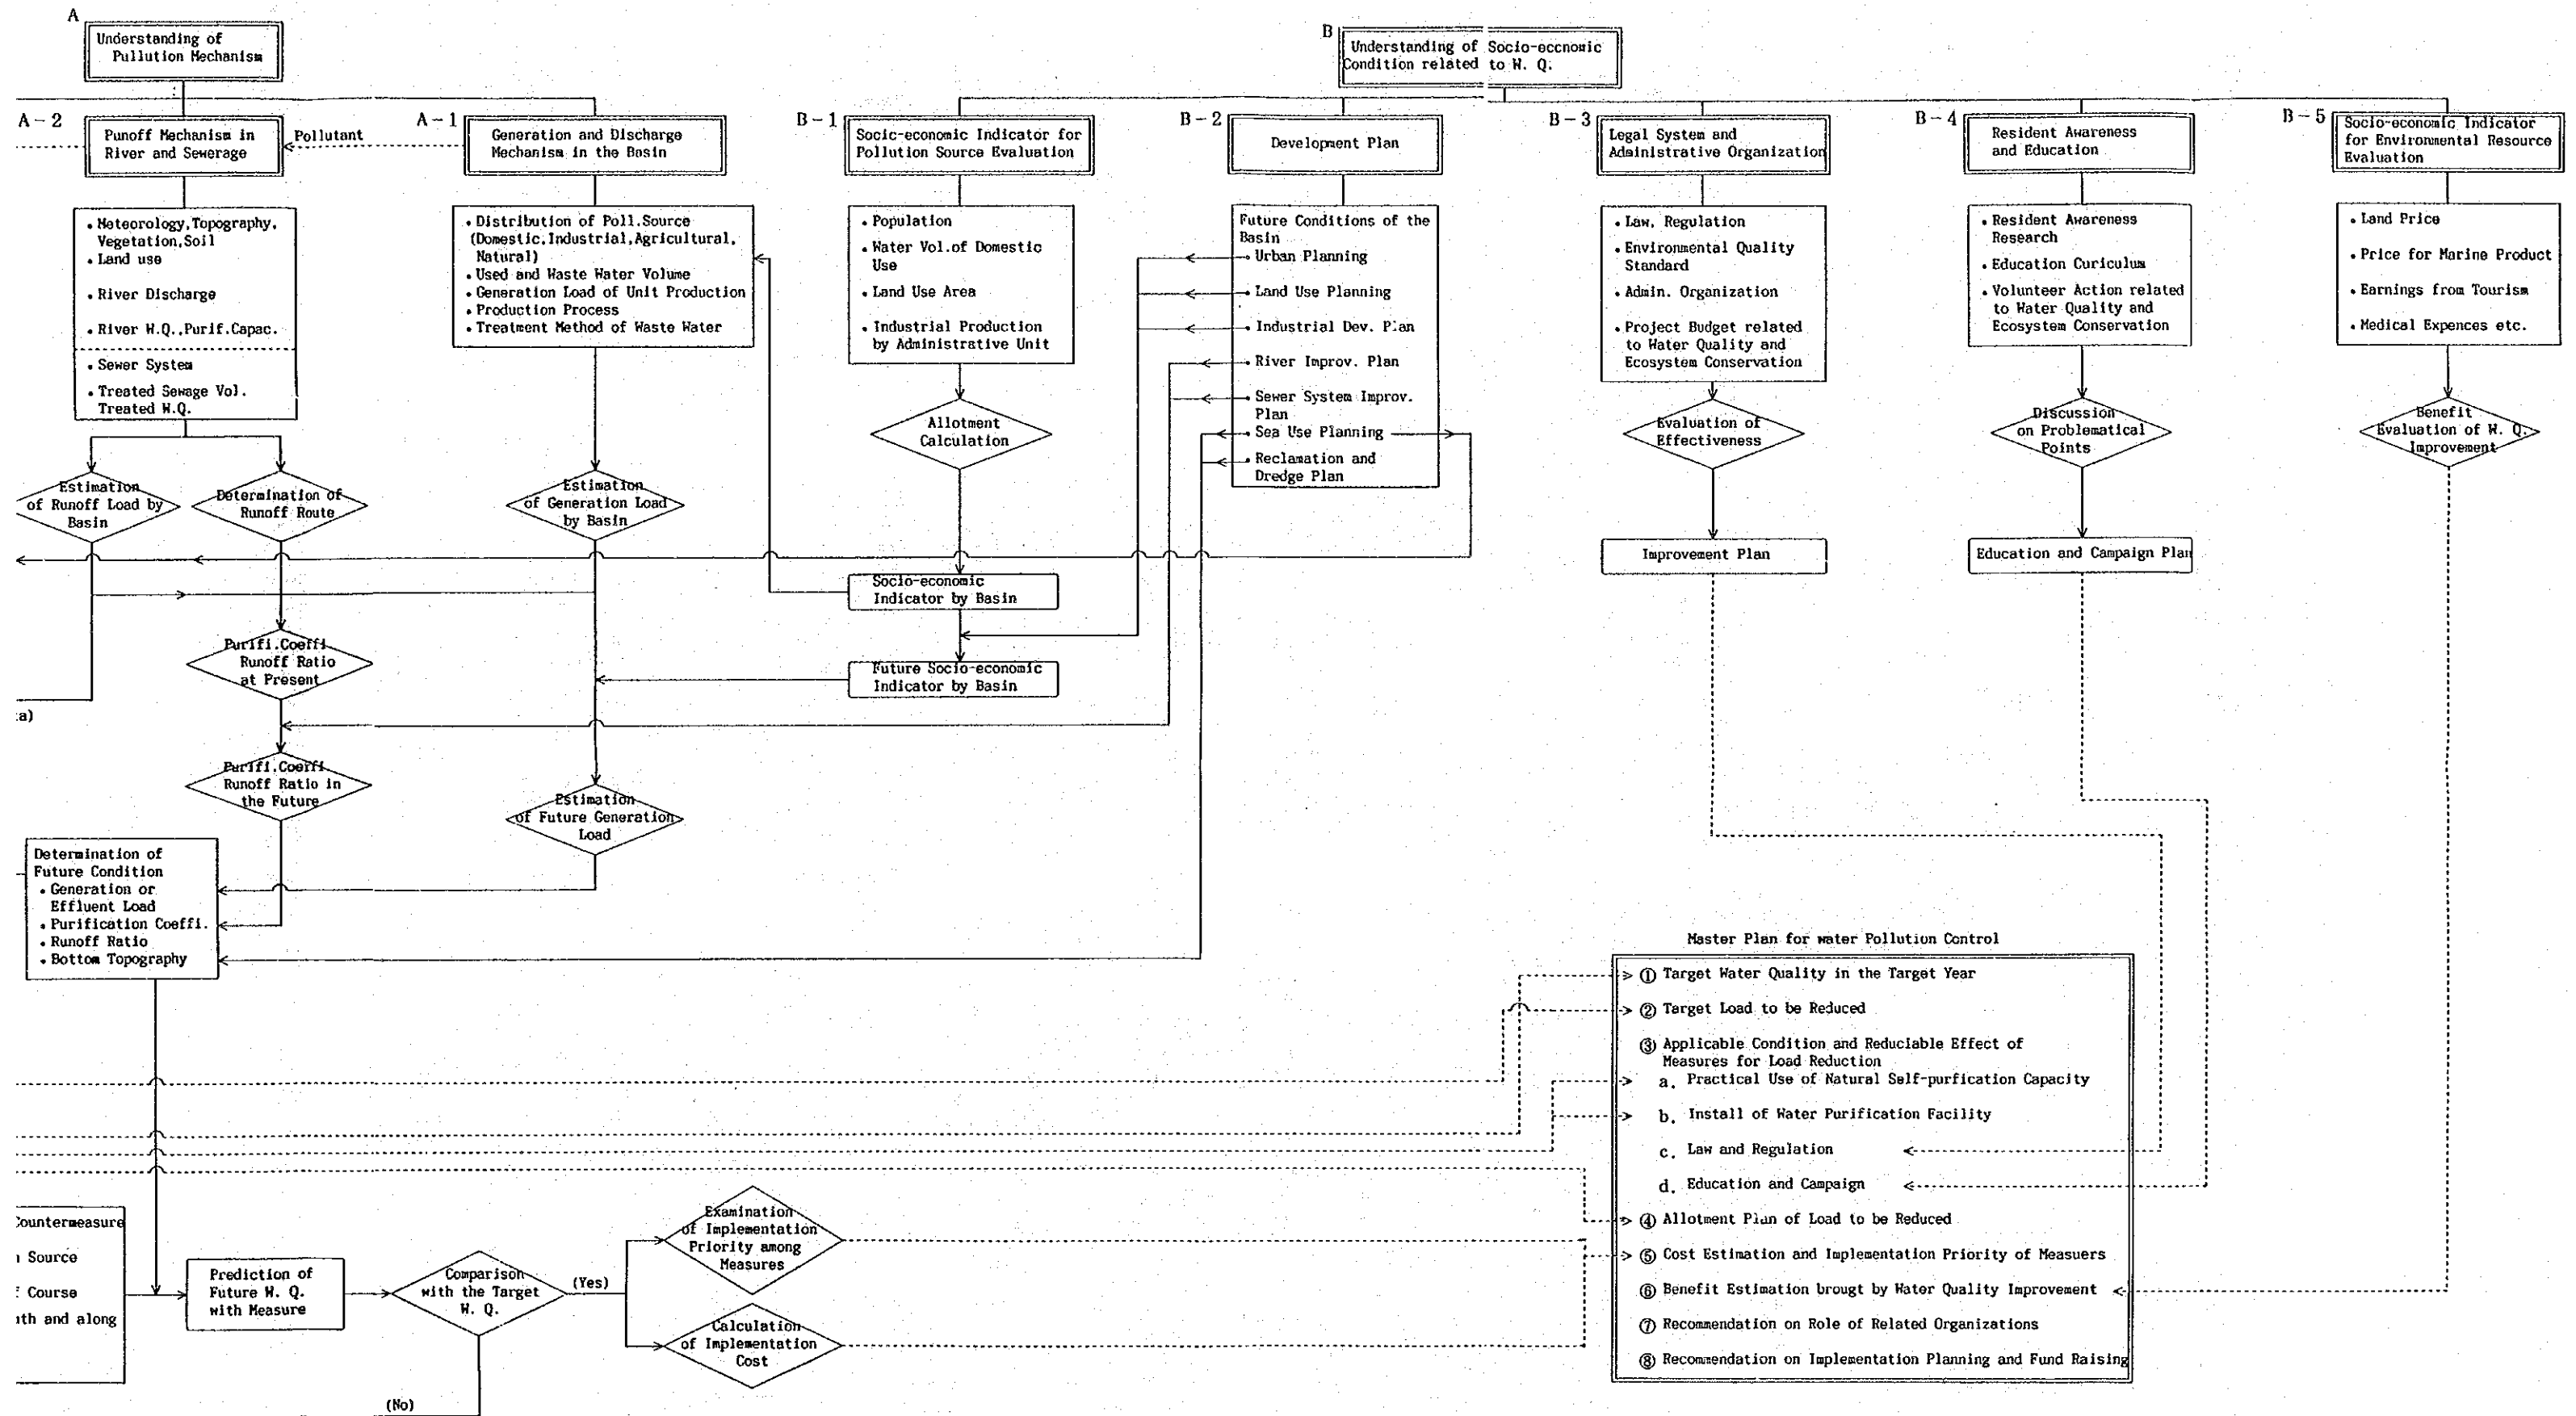 A
Understanding of
Pollution Mechanism
B
Understanding of Socio-eccnomic
Condition related to W. Q.
A-2
Punoff Mechanism in
River and Sewerage
Pollutant
A-1
Generation and Discharge
Mechanism in the Basin
B-1
Socic-economic Indicator for
Pollution Source Evaluation
B-2
Development Plan
B-3
Legal System and
Administrative Organization
B-4
Resident Awareness
and Education
B-5
Socio-economic Indicator
for Environmental Resource
Evaluation
• Meteorology,Topography,
Vegetation,Soil
• Land use
• River Discharge
• River W.Q.,Purif.Capac.
• Sewer System
• Treated Sewage Vol.
Treated W.Q.
• Distribution of Poll.Source
(Domestic,Industrial,Agricultural,
Natural)
• Used and Waste Water Volume
• Generation Load of Unit Production
• Production Process
• Treatment Method of Waste Water
• Population
• Water Vol.of Domestic
Use
• Land Use Area
• Industrial Production
by Administrative Unit
Future Conditions of the
Basin
• Urban Planning
• Land Use Planning
• Industrial Dev. Plan
• River Improv. Plan
• Sewer System Improv.
Plan
• Sea Use Planning
• Reclamation and
Dredge Plan
• Law, Regulation
• Environmental Quality
Standard
• Admin. Organization
• Project Budget related
to Water Quality and
Ecosystem Conservation
• Resident Awareness
Research
• Education Curiculum
• Volunteer Action related
to Water Quality and
Ecosystem Conservation
• Land Price
• Price for Marine Product
• Earnings from Tourism
• Medical Expences etc.
Estimation
of Runoff Load by
Basin
Determination of
Runoff Route
Estimation
of Generation Load
by Basin
Allotment
Calculation
Evaluation of
Effectiveness
Discussion
on Problematical
Points
Benefit
Evaluation of W. Q.
Improvement
Socio-economic
Indicator by Basin
Improvement Plan
Education and Campaign Plan
Purifi.Coeffi
Runoff Ratio
at Present
Future Socio-economic
Indicator by Basin
a)
Purifi.Coeffi
Runoff Ratio in
the Future
Estimation
of Future Generation
Load
Determination of
Future Condition
• Generation or
Effluent Load
• Purification Coeffi.
• Runoff Ratio
• Bottom Topography
Master Plan for water Pollution Control
① Target Water Quality in the Target Year
② Target Load to be Reduced
③ Applicable Condition and Reduciable Effect of
Measures for Load Reduction
a. Practical Use of Natural Self-purfication Capacity
b. Install of Water Purification Facility
c. Law and Regulation
d. Education and Campaign
④ Allotment Plan of Load to be Reduced
⑤ Cost Estimation and Implementation Priority of Measuers
⑥ Benefit Estimation brougt by Water Quality Improvement
⑦ Recommendation on Role of Related Organizations
⑧ Recommendation on Implementation Planning and Fund Raising
Countermeasure
Source
Course
and along
Prediction of
Future W. Q.
with Measure
Comparison
with the Target
W. Q.
(Yes)
(No)
Examination
of Implementation
Priority among
Measures
Calculation
of Implementation
Cost